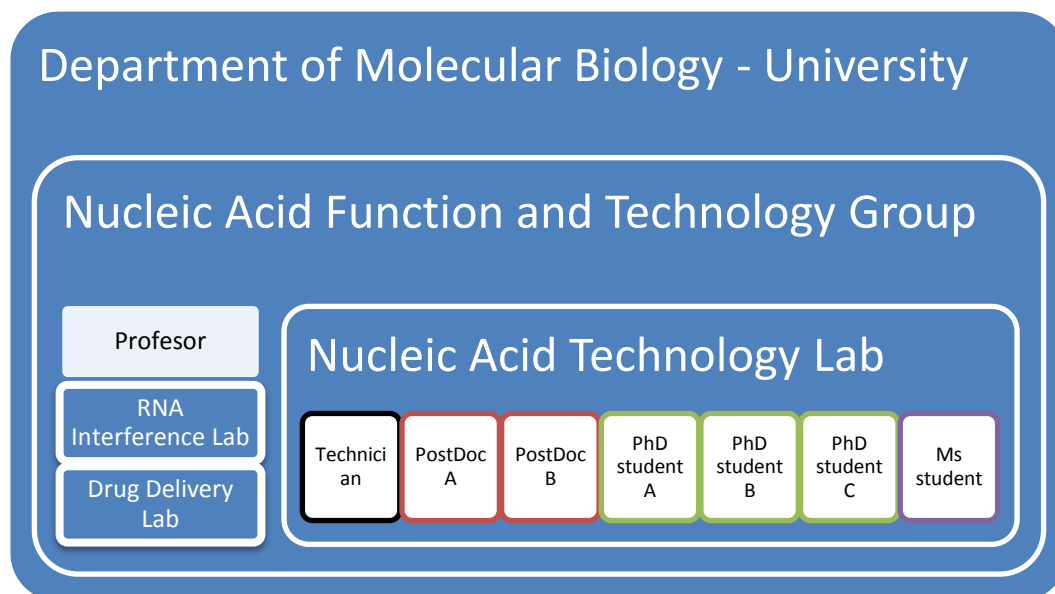 Department of Molecular Biology - University
Nucleic Acid Function and Technology Group
Profesor
RNA
Interference Lab
Drug Delivery
Lab
Nucleic Acid Technology Lab
Technici
an
PostDoc
A
PostDoc
B
PhD
student
A
PhD
student
B
PhD
student
C
Ms
student